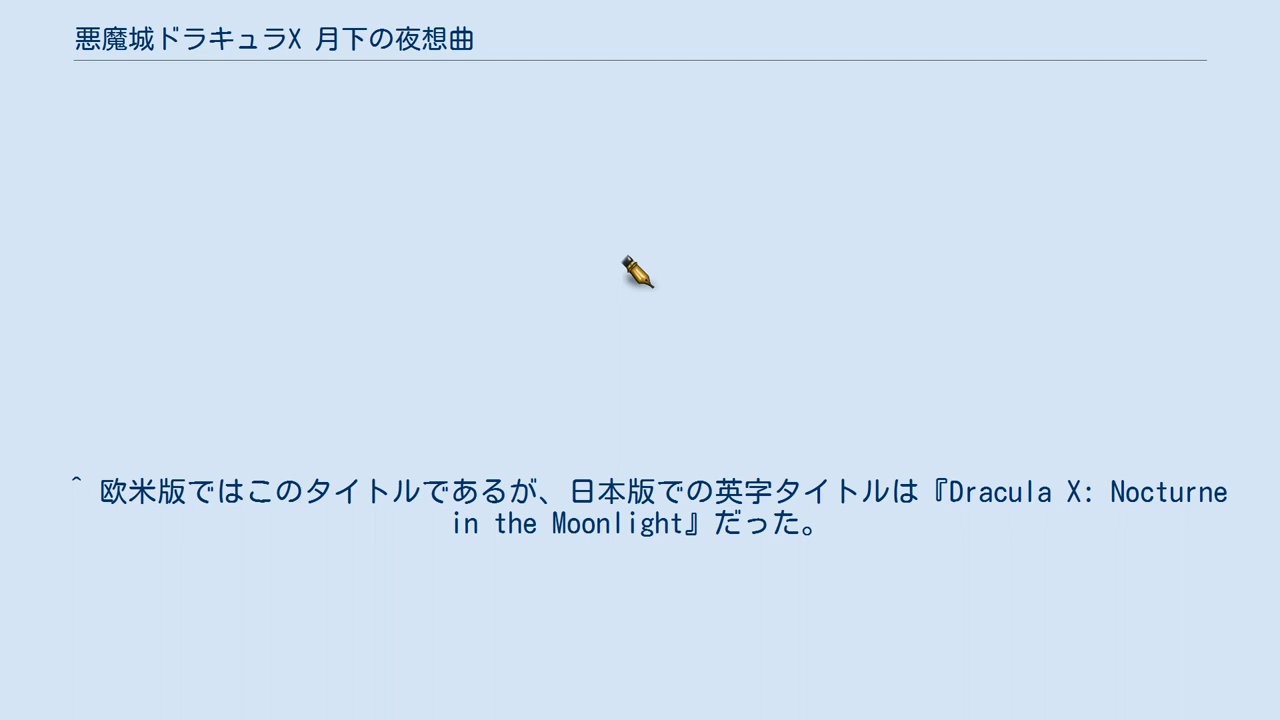 悪魔城ドラキュラX 月下の夜想曲
^ 欧米版ではこのタイトルであるが、日本版での英字タイトルは『Dracula X: Nocturne
in the Moonlight』だった。